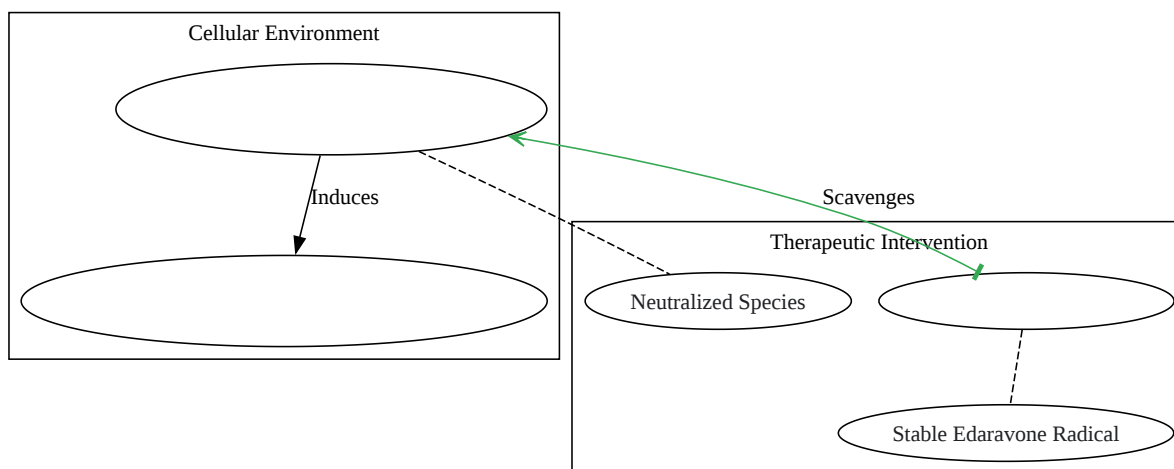 Cellular Environment
Induces
Scavenges
Therapeutic Intervention
Neutralized Species
Stable Edaravone Radical